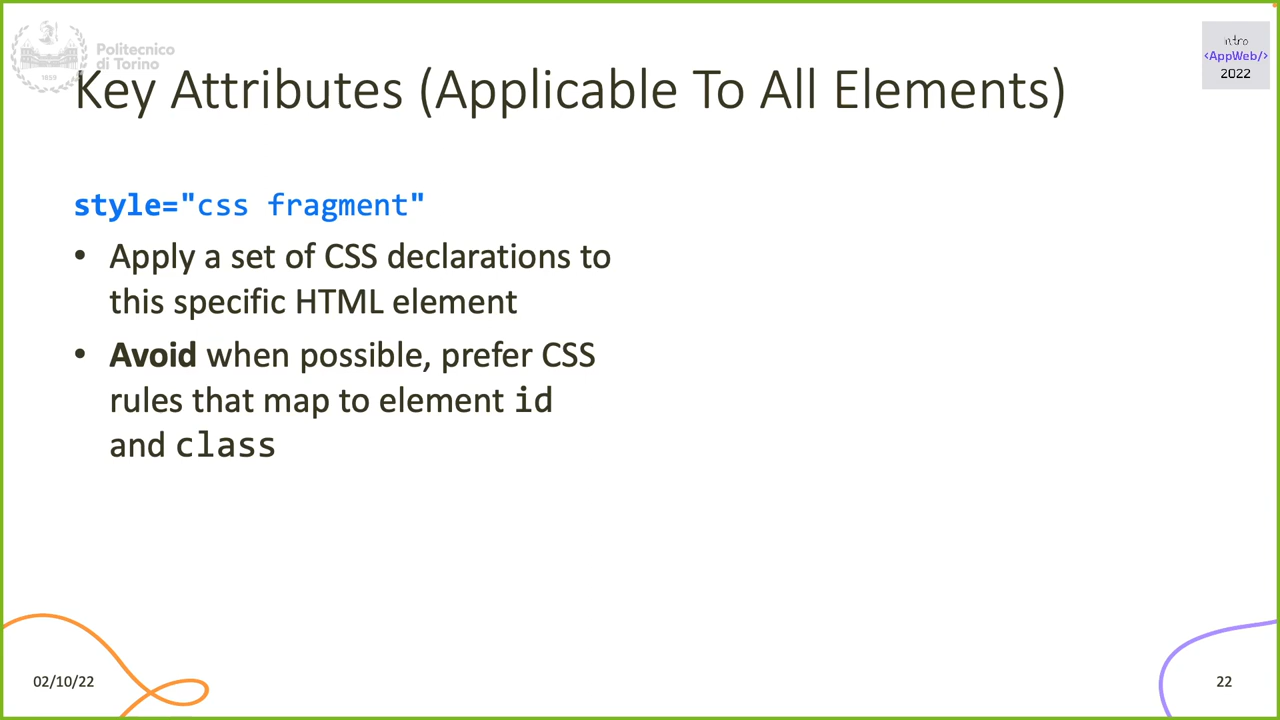 Politecnico
di Torino
1859
Key Attributes (Applicable To All Elements)
intro
<AppWeb/>
2022
style="css fragment"
• Apply a set of CSS declarations to
this specific HTML element
• Avoid when possible, prefer CSS
rules that map to element id
and class
02/10/22
22